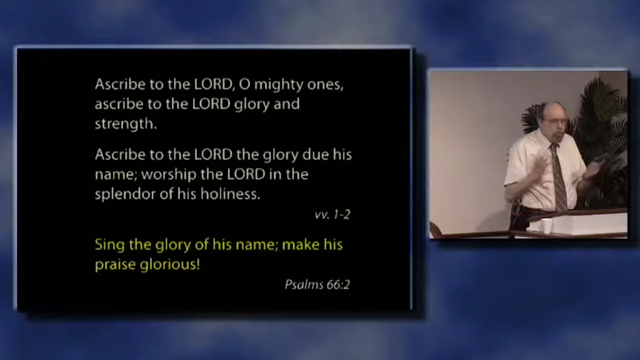 Ascribe to the LORD, O mighty ones,
ascribe to the LORD glory and
strength.
Ascribe to the LORD the glory due his
name; worship the LORD in the
splendor of his holiness.
vv. 1-2
Sing the glory of his name; make his
praise glorious!
Psalms 66:2